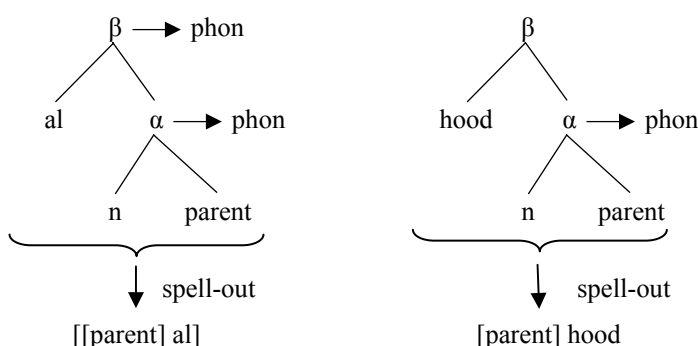 β → phon β
al α → phon hood α → phon
n parent n parent
spell-out spell-out
[[parent] al] [parent] hood